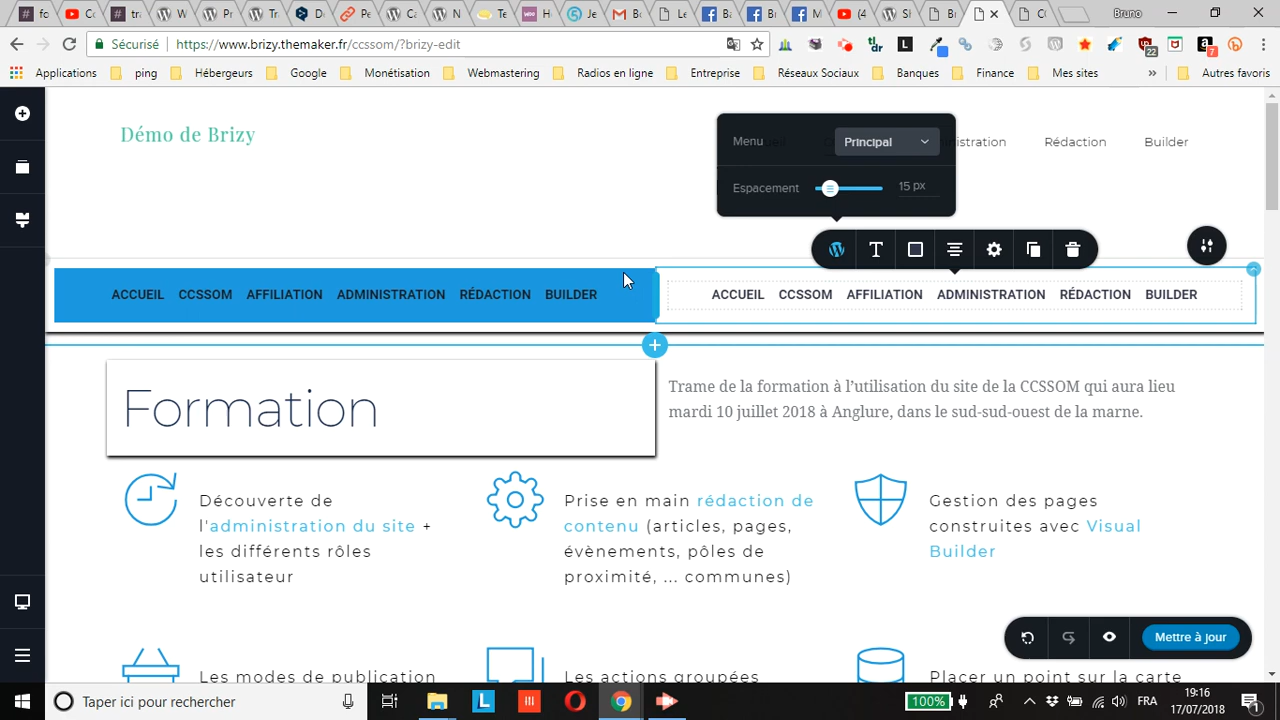 Bruno
Sécurisé
https://www.brizy.themaker.fr/ccssom/?brizy-edit
22
7
Applications ping Hébergeurs Google Monétisation Webmastering Radios en ligne Entreprise Réseaux Sociaux Banques Finance Mes sites » Autres favoris
Démo de Brizy
Rédaction Builder
Menu Principal
Espacement 15 px
ACCUEIL CCSSOM AFFILIATION ADMINISTRATION RÉDACTION BUILDER
ACCUEIL CCSSOM AFFILIATION ADMINISTRATION RÉDACTION BUILDER
Formation
Trame de la formation à l'utilisation du site de la CCSSOM qui aura lieu
mardi 10 juillet 2018 à Anglure, dans le sud-sud-ouest de la marne.
Découverte de
l'administration du site +
les différents rôles
utilisateur
Prise en main rédaction de
contenu (articles, pages,
évènements, pôles de
proximité, ... communes)
Gestion des pages
construites avec Visual
Builder
Mettre à jour
Les modes de publication
Les actions groupées
Placer un point sur la carte
Taper ici pour rechercher
100%
FRA
19:16
17/07/2018
1